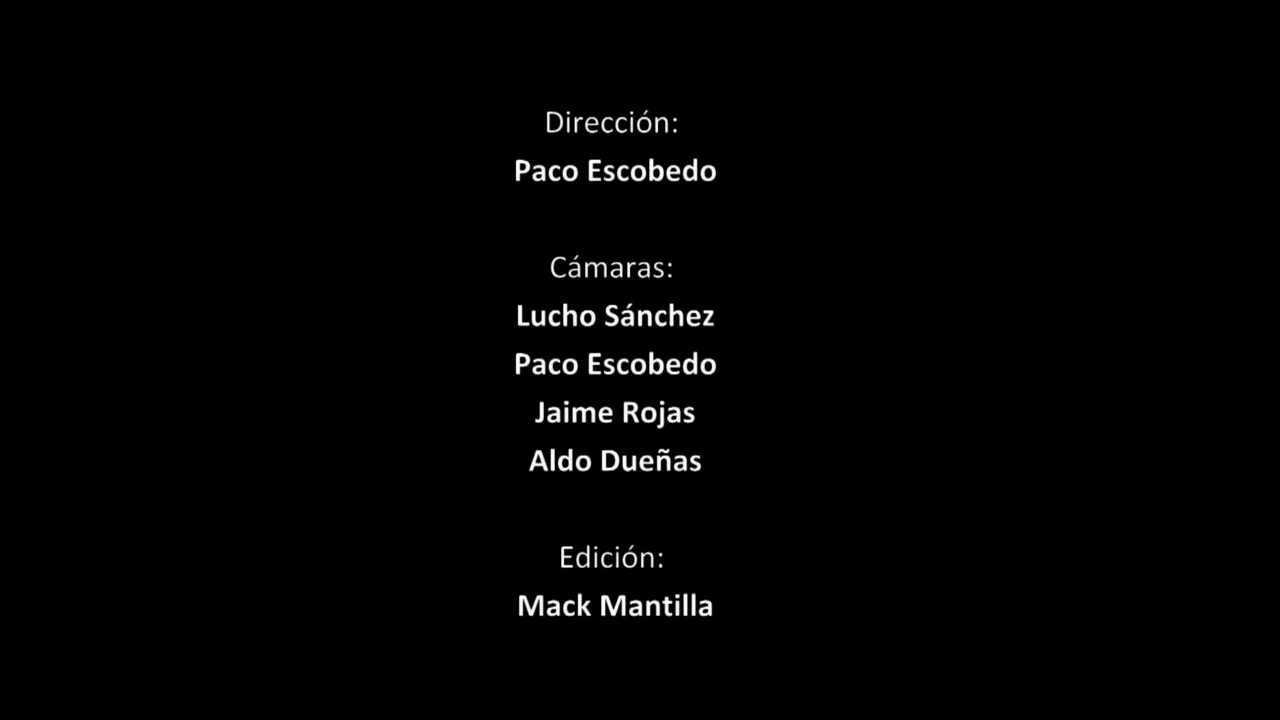 Dirección:
Paco Escobedo
Cámaras:
Lucho Sánchez
Paco Escobedo
Jaime Rojas
Aldo Dueñas
Edición:
Mack Mantilla